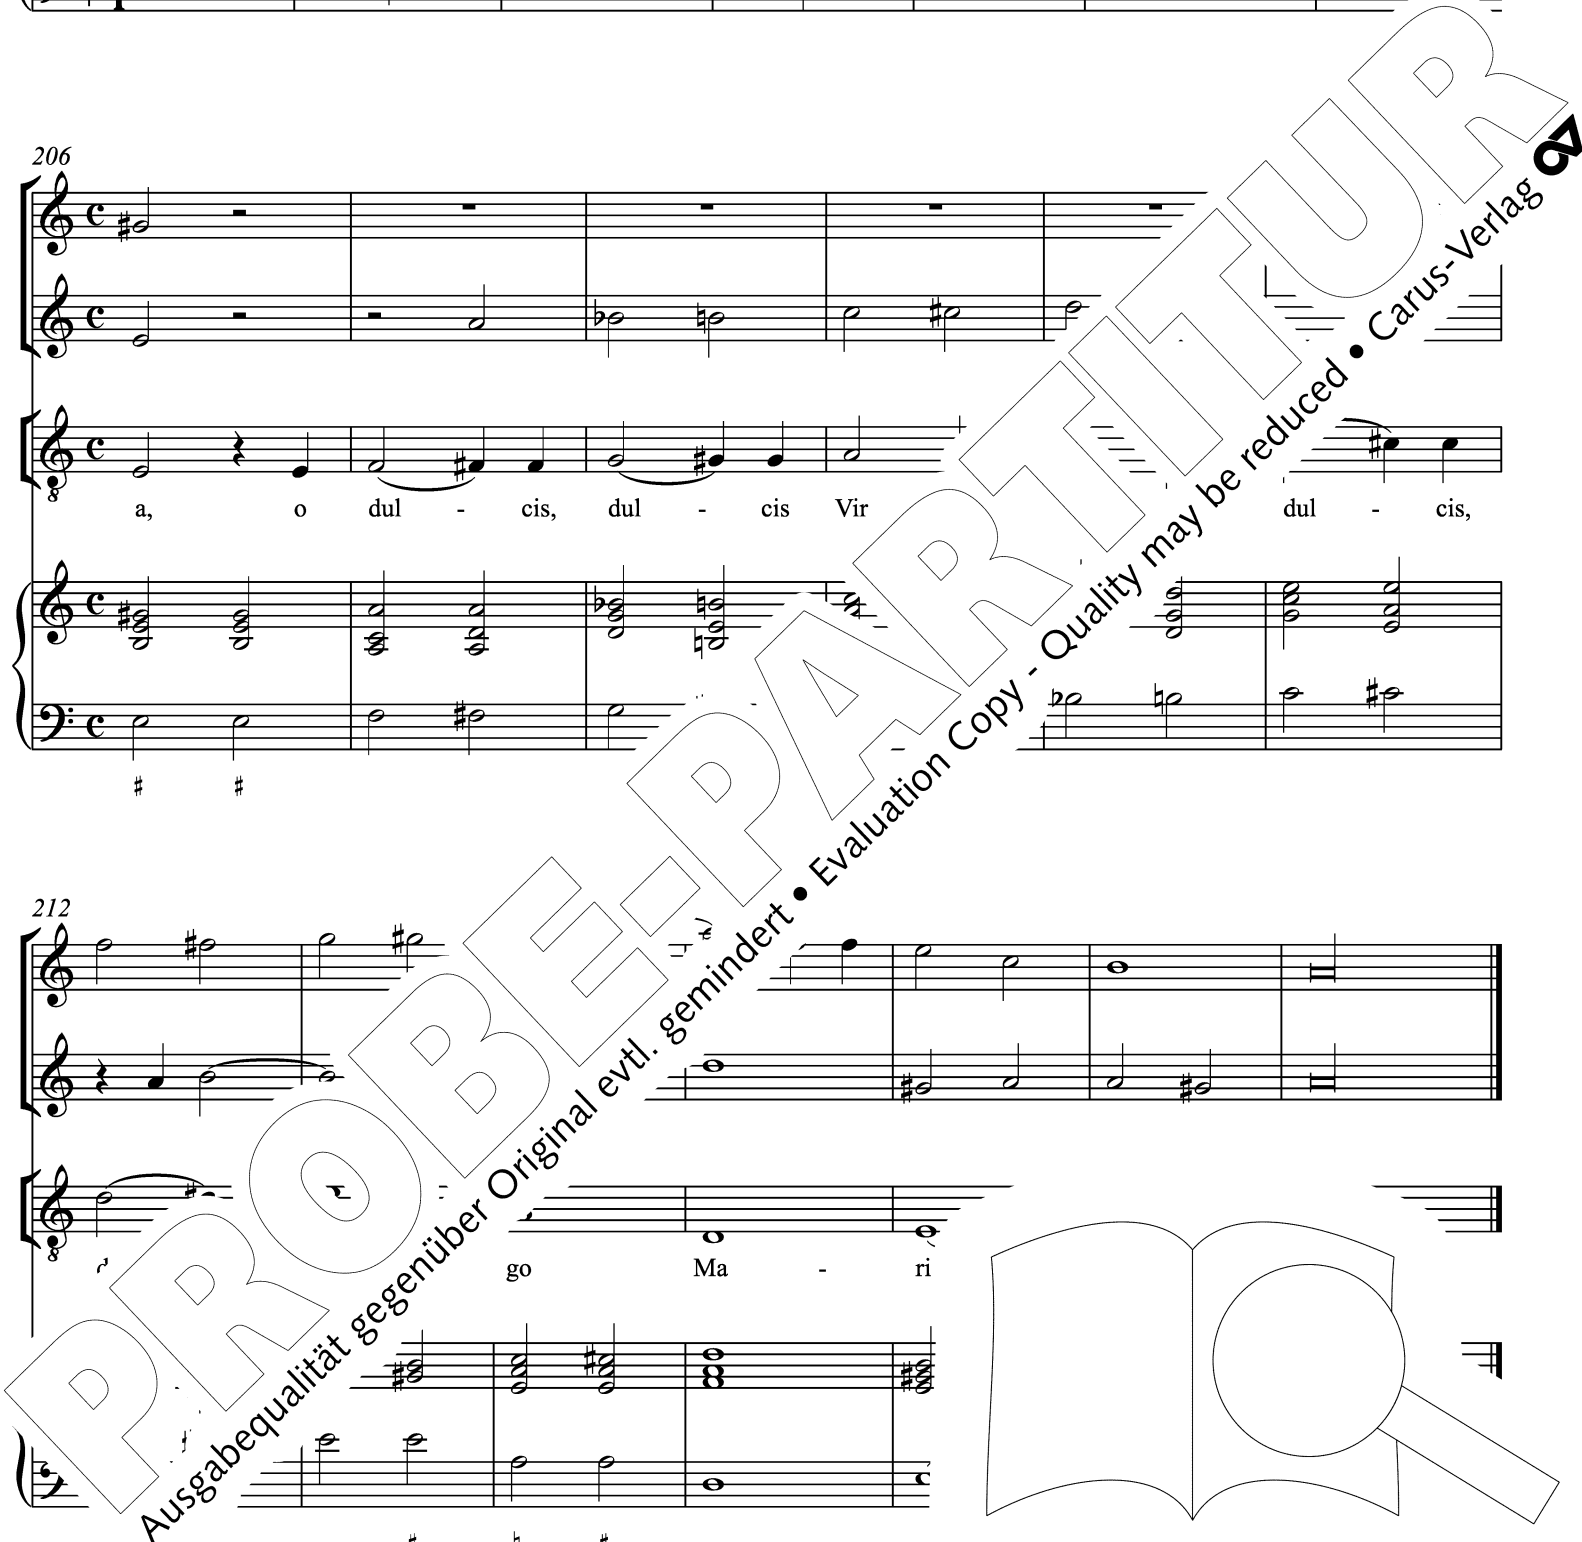 206
a, o dul - cis, dul - cis Vir dul - cis,
212
go Ma - ri
PROBE-PARTITUR
Ausgabequalität gegenüber Original evtl. gemindert • Evaluation Copy - Quality may be reduced • Carus-Verlag